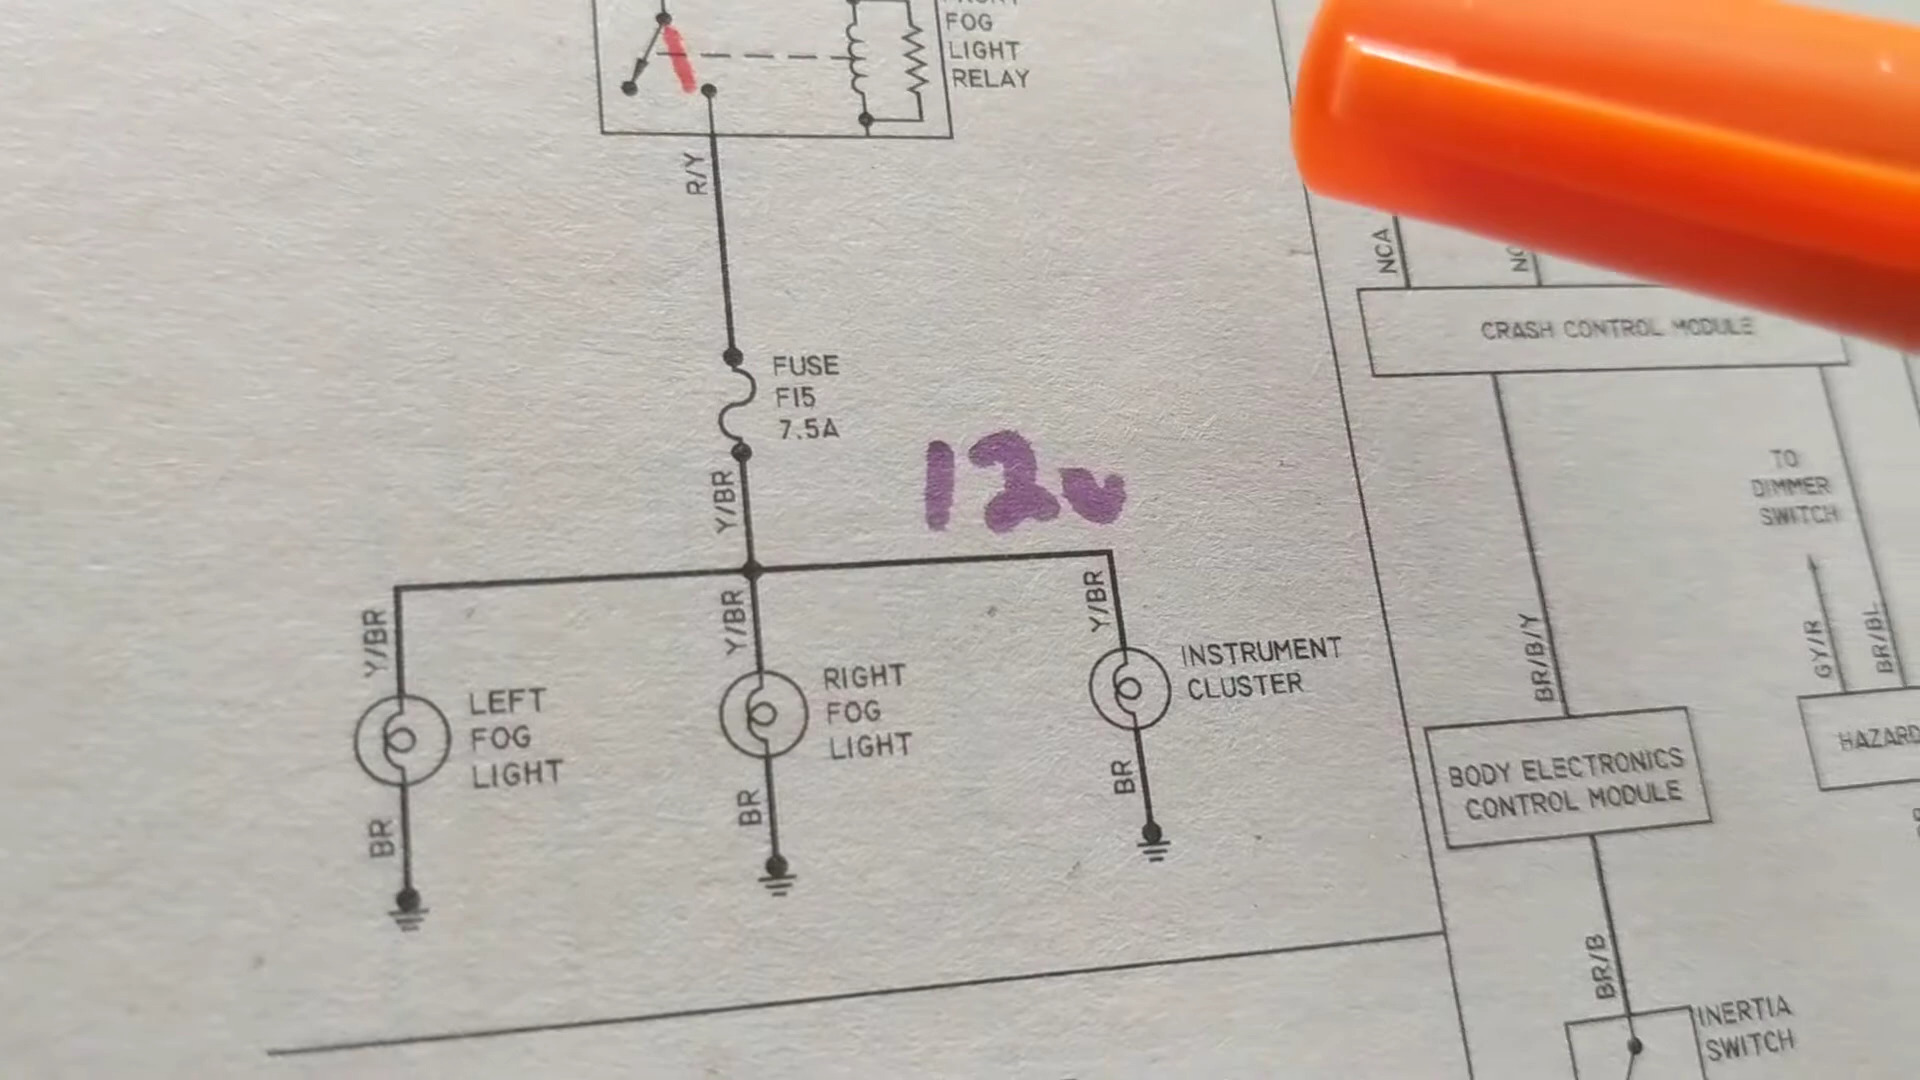 FOG
LIGHT
RELAY
R/Y
FUSE
F15
7.5A
12v
Y/BR
Y/BR
Y/BR
Y/BR
LEFT
FOG
LIGHT
RIGHT
FOG
LIGHT
INSTRUMENT
CLUSTER
BR
BR
BR
NCA
CRASH CONTROL MODULE
TO
DIMMER
SWITCH
BR/B/Y
GY/R
BR/BL
BODY ELECTRONICS
CONTROL MODULE
HAZARD
BR/B
INERTIA
SWITCH